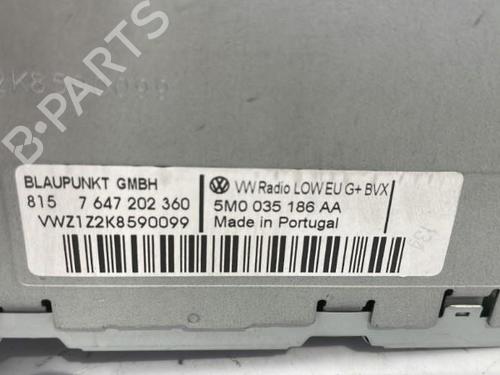 BLAUPUNKT GMBH
815 7 647 202 360
VWZ1Z2K8590099
VW Radio LOW EU G+ BVX
5M0 035 186 AA
Made in Portugal
134
B-PARTS